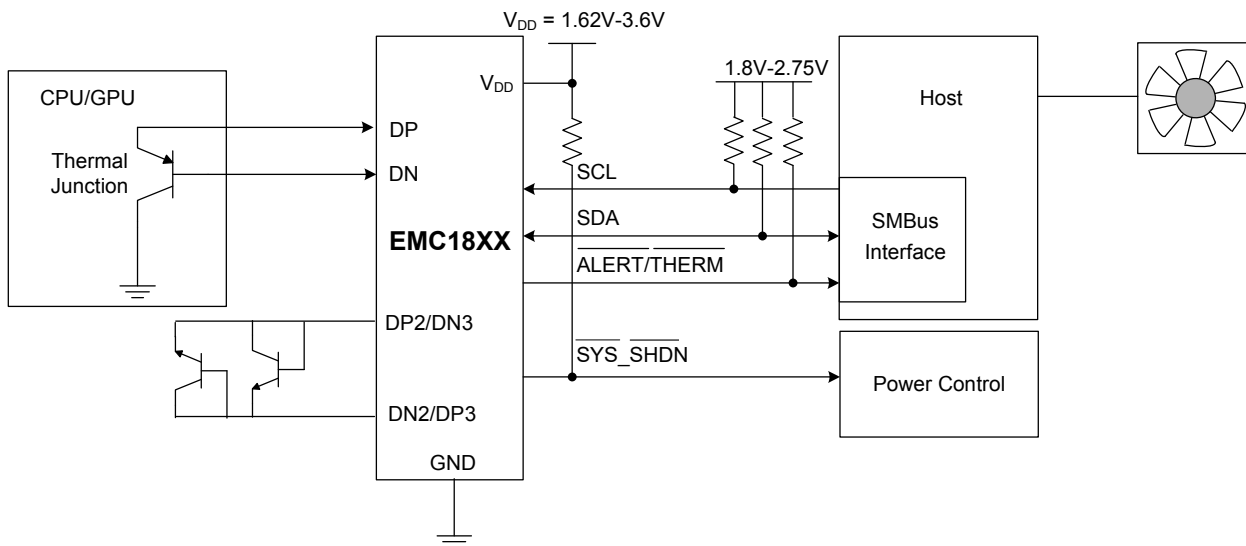 V_DD = 1.62V-3.6V
CPU/GPU
Thermal
Junction
DP
DN
V_DD
EMC18XX
1.8V-2.75V
SCL
SDA
ALERT/THERM
Host
SMBus
Interface
DP2/DN3
DN2/DP3
GND
SYS_SHDN
Power Control